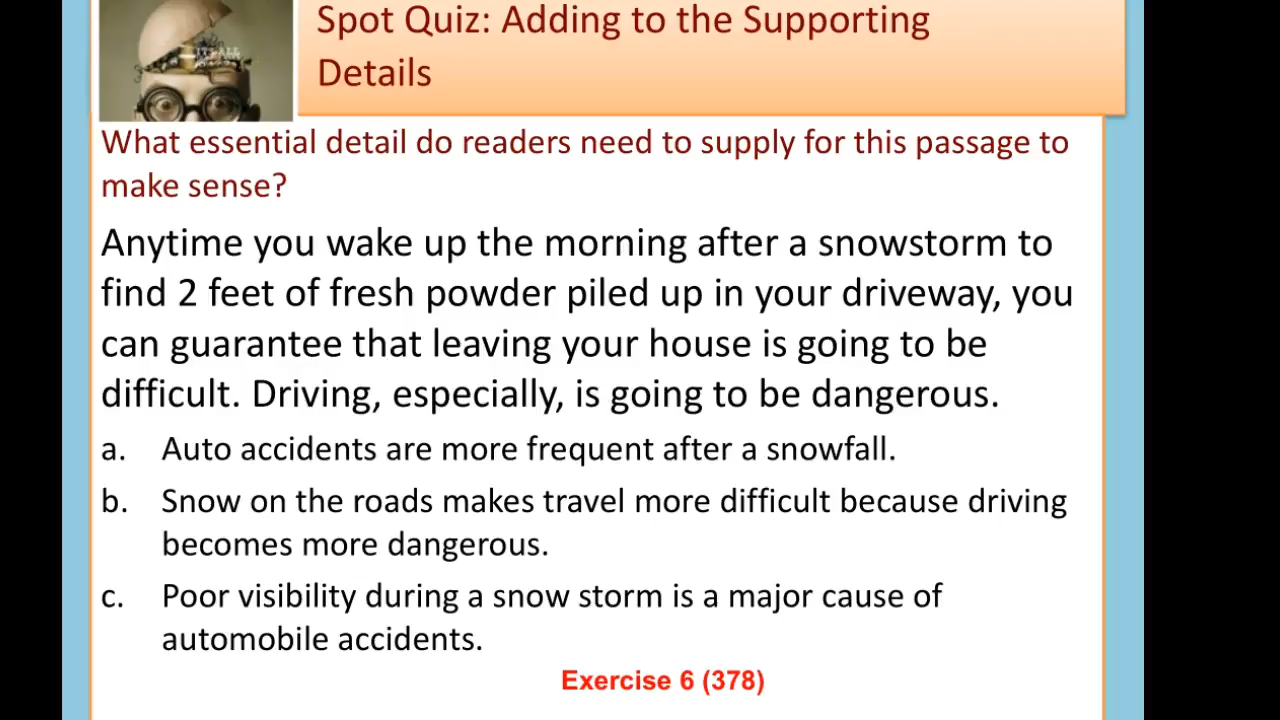 Spot Quiz: Adding to the Supporting
Details
What essential detail do readers need to supply for this passage to
make sense?
Anytime you wake up the morning after a snowstorm to
find 2 feet of fresh powder piled up in your driveway, you
can guarantee that leaving your house is going to be
difficult. Driving, especially, is going to be dangerous.
a. Auto accidents are more frequent after a snowfall.
b. Snow on the roads makes travel more difficult because driving
becomes more dangerous.
c. Poor visibility during a snow storm is a major cause of
automobile accidents.
Exercise 6 (378)